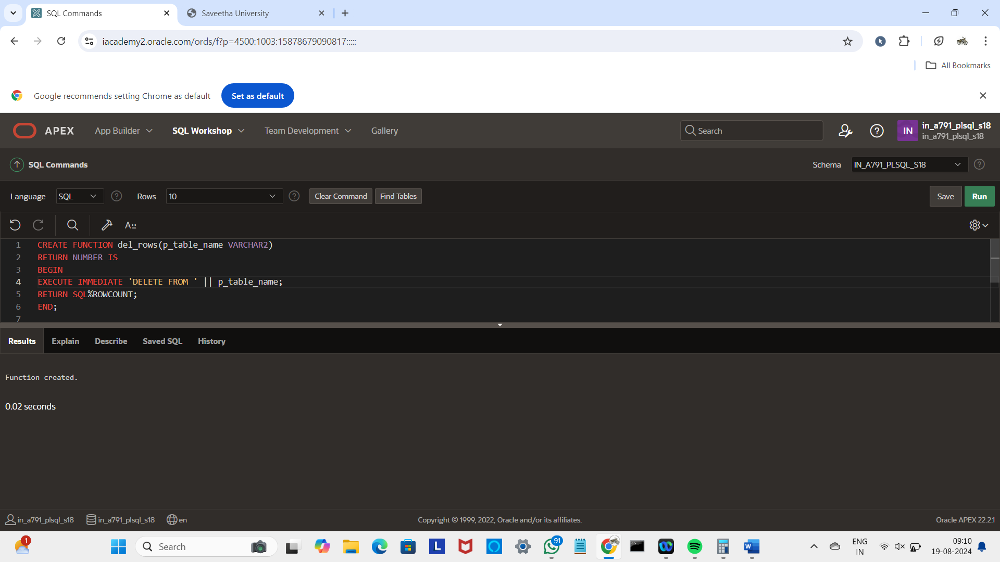 SQL Commands
Saveetha University
iacademy2.oracle.com/ords/f?p=4500:1003:15878679090817:::::
All Bookmarks
Google recommends setting Chrome as default
Set as default
APEX
App Builder
SQL Workshop
Team Development
Gallery
Search
IN
in_a791_plsql_s18
in_a791_plsql_s18
SQL Commands
Schema
IN_A791_PLSQL_S18
Language
SQL
Rows
10
Clear Command
Find Tables
Save
Run
A::
1 CREATE FUNCTION del_rows(p_table_name VARCHAR2)
2 RETURN NUMBER IS
3 BEGIN
4 EXECUTE IMMEDIATE 'DELETE FROM ' || p_table_name;
5 RETURN SQL%ROWCOUNT;
6 END;
7
Results
Explain
Describe
Saved SQL
History
Function created.
0.02 seconds
in_a791_plsql_s18
in_a791_plsql_s18
en
Copyright © 1999, 2022, Oracle and/or its affiliates.
Oracle APEX 22.2.1
1
Search
L
91
W
ENG
IN
09:10
19-08-2024